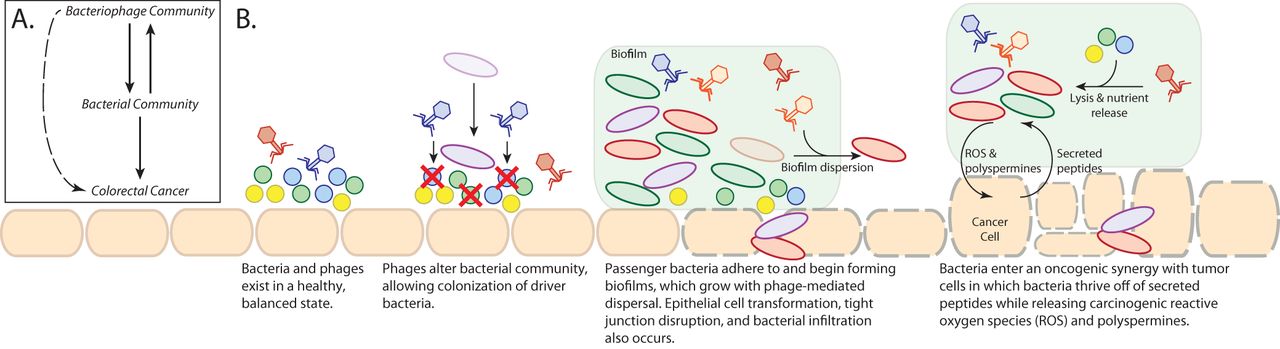 A.
Bacteriophage Community
Bacterial Community
Colorectal Cancer
B.
Bacteria and phages
exist in a healthy,
balanced state.
Phages alter bacterial community,
allowing colonization of driver
bacteria.
Biofilm
Biofilm dispersion
Passenger bacteria adhere to and begin forming
biofilms, which grow with phage-mediated
dispersal. Epithelial cell transformation, tight
junction disruption, and bacterial infiltration
also occurs.
Lysis & nutrient
release
ROS &
polyspermines
Secreted
peptides
Cancer
Cell
Bacteria enter an oncogenic synergy with tumor
cells in which bacteria thrive off of secreted
peptides while releasing carcinogenic reactive
oxygen species (ROS) and polyspermines.